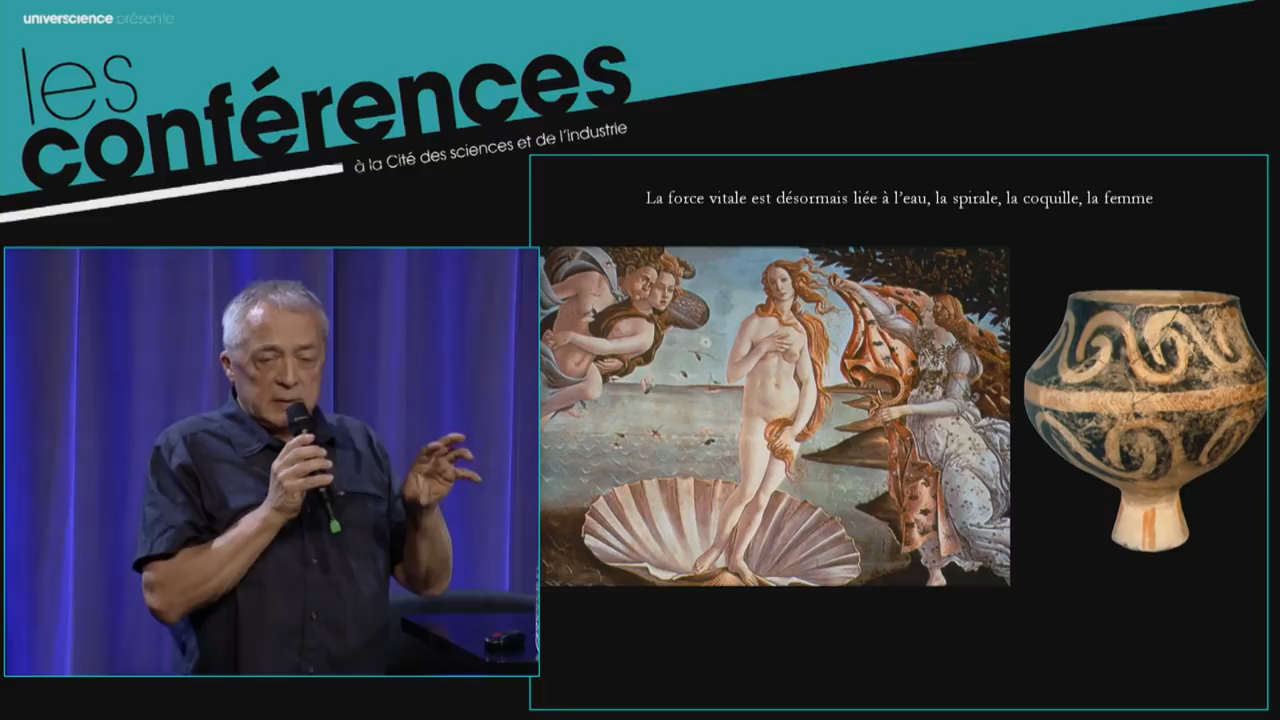 universcience présente
les
conférences
à la Cité des sciences et de l'industrie
La force vitale est désormais liée à l'eau, la spirale, la coquille, la femme